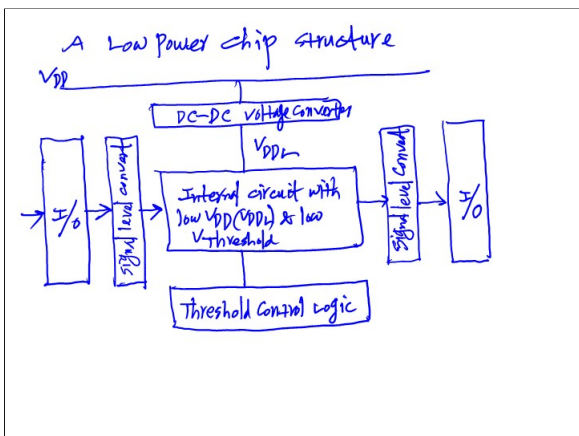 A Low Power Chip Structure
VDD
DC-DC Voltage Converter
VDDL
I/O
Signal level convert
Internal circuit with
low VDD(VDDL) & low
VThreshold
Signal level Convert
I/O
Threshold Control Logic